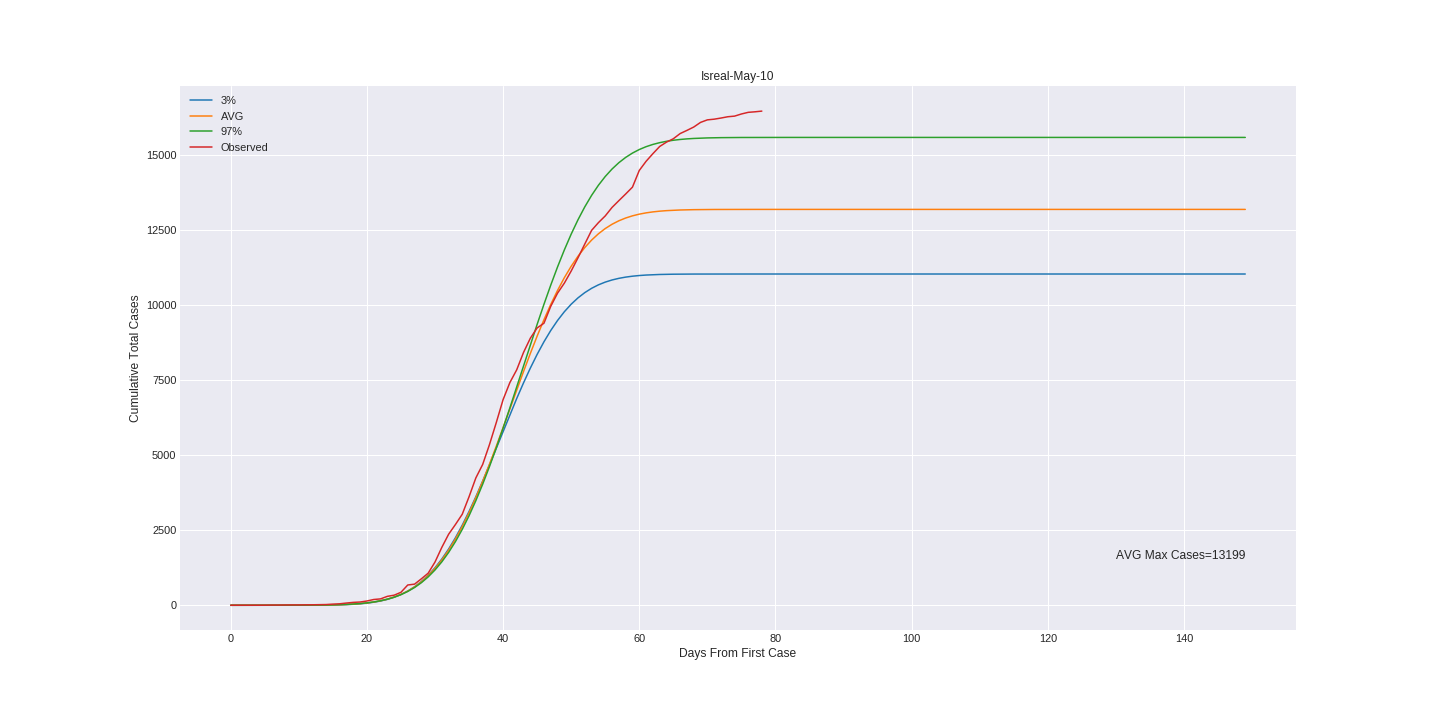 Isreal-May-10
3%
AVG
97%
Observed
15000
12500
10000
7500
5000
2500
0
Cumulative Total Cases
AVG Max Cases=13199
0 20 40 60 80 100 120 140
Days From First Case